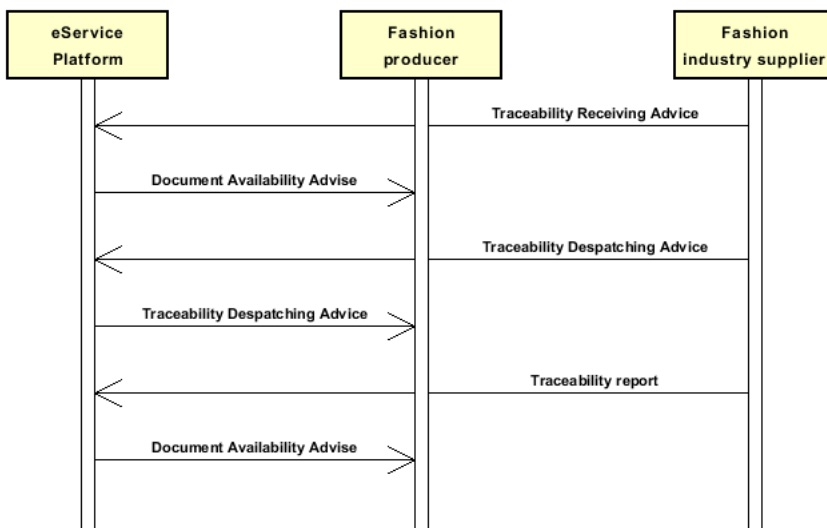 eService
Platform
Fashion
producer
Fashion
industry supplier
Traceability Receiving Advice
Document Availability Advise
Traceability Despatching Advice
Traceability Despatching Advice
Traceability report
Document Availability Advise